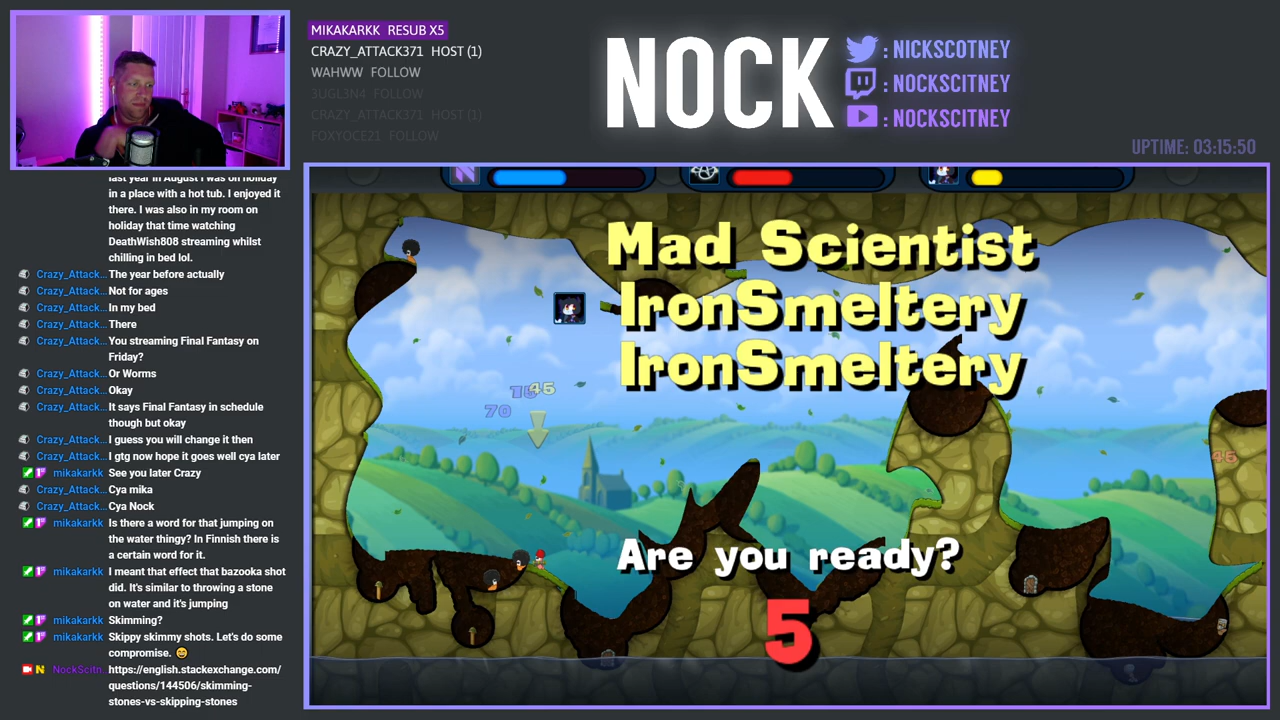 MIKAKARKK RESUB X5
CRAZY_ATTACK371 HOST (1)
WAHWW FOLLOW
3UGL3N4 FOLLOW
CRAZY_ATTACK371 HOST (1)
FOXYOCE21 FOLLOW
NOCK
: NICKSCOTNEY
: NOCKSCITNEY
: NOCKSCITNEY
UPTIME: 03:15:50
last year in August I was on holiday
in a place with a hot tub. I enjoyed it
there. I was also in my room on
holiday that time watching
DeathWish808 streaming whilst
chilling in bed lol.
Crazy_Attack... The year before actually
Crazy_Attack... Not for ages
Crazy_Attack... In my bed
Crazy_Attack... There
Crazy_Attack... You streaming Final Fantasy on
Friday?
Crazy_Attack... Or Worms
Crazy_Attack... Okay
Crazy_Attack... It says Final Fantasy in schedule
though but okay
Crazy_Attack... I guess you will change it then
Crazy_Attack... I gtg now hope it goes well cya later
mikakarkk See you later Crazy
Crazy_Attack... Cya mika
Crazy_Attack... Cya Nock
mikakarkk Is there a word for that jumping on
the water thingy? In Finnish there is
a certain word for it.
mikakarkk I meant that effect that bazooka shot
did. It's similar to throwing a stone
on water and it's jumping
mikakarkk Skimming?
mikakarkk Skippy skimmy shots. Let's do some
compromise.
NockScitn... https://english.stackexchange.com/
questions/144506/skimming-
stones-vs-skipping-stones
Mad Scientist
IronSmeltery
IronSmeltery
45
70
45
Are you ready?
5